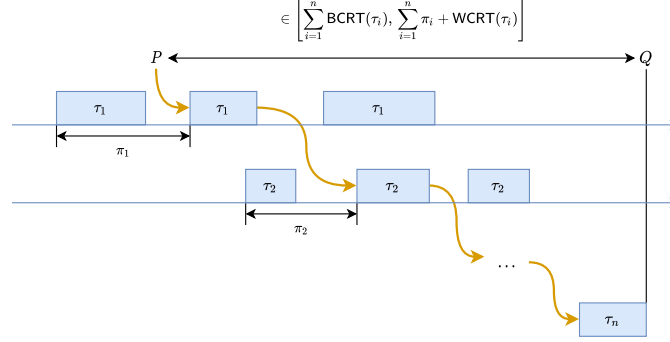 ∈ [∑_{i=1}^{n} BCRT(τ_i), ∑_{i=1}^{n} π_i + WCRT(τ_i)]
P Q
τ_1 τ_1 τ_1
π_1
τ_2 τ_2 τ_2
π_2
...
τ_n